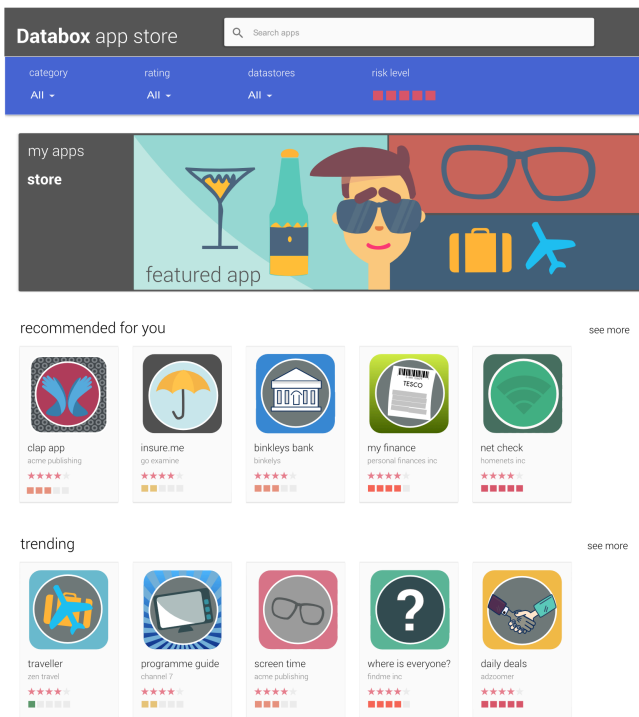 Databox app store
Search apps
category rating datastores risk level
All All All
my apps
store
featured app
recommended for you
see more
TESCO
clap app
acme publishing
insure.me
go examine
binkleys bank
binkelys
my finance
personal finances inc
net check
homenets inc
trending
see more
?
traveller
zen travel
programme guide
channel 7
screen time
acme publishing
where is everyone?
findme inc
daily deals
adzoomer